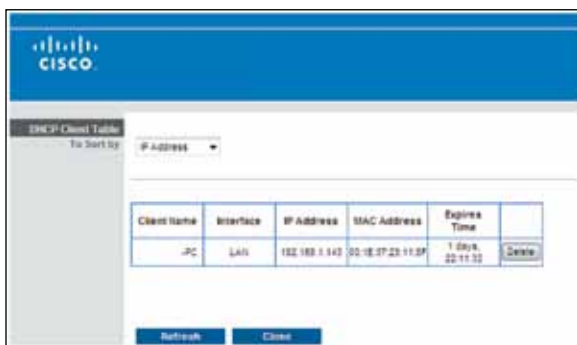 CISCO
DHCP Client Table
To Sort by
IP Address
Client Name Interface IP Address MAC Address Expires Time
-PC LAN 1 days, Delete
Refresh Close